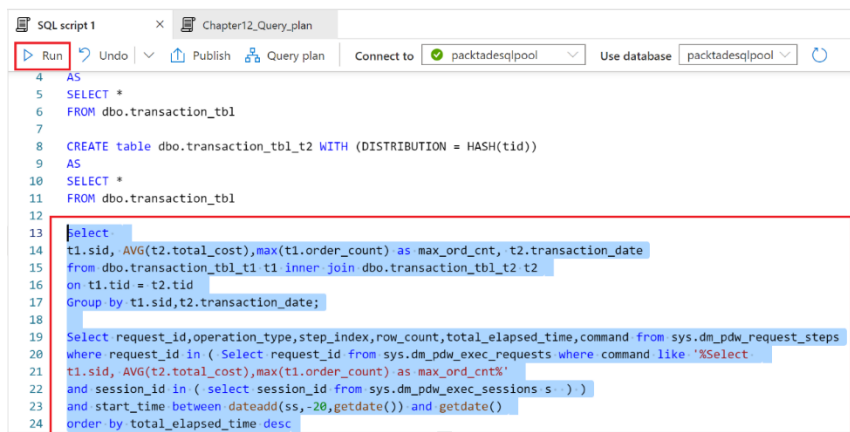 SQL script 1 × Chapter12_Query_plan
Run Undo Publish Query plan Connect to packtadesqlpool Use database packtadesqlpool
4 AS
5 SELECT *
6 FROM dbo.transaction_tbl
7
8 CREATE table dbo.transaction_tbl_t2 WITH (DISTRIBUTION = HASH(tid))
9 AS
10 SELECT *
11 FROM dbo.transaction_tbl
12
13 Select
14 t1.sid, AVG(t2.total_cost),max(t1.order_count) as max_ord_cnt, t2.transaction_date
15 from dbo.transaction_tbl_t1 t1 inner join dbo.transaction_tbl_t2 t2
16 on t1.tid = t2.tid
17 Group by t1.sid,t2.transaction_date;
18
19 Select request_id,operation_type,step_index,row_count,total_elapsed_time,command from sys.dm_pdw_request_steps
20 where request_id in ( Select request_id from sys.dm_pdw_exec_requests where command like '%Select
21 t1.sid, AVG(t2.total_cost),max(t1.order_count) as max_ord_cnt%'
22 and session_id in ( select session_id from sys.dm_pdw_exec_sessions s  ) )
23 and start_time between dateadd(ss,-20,getdate()) and getdate()
24 order by total_elapsed_time desc